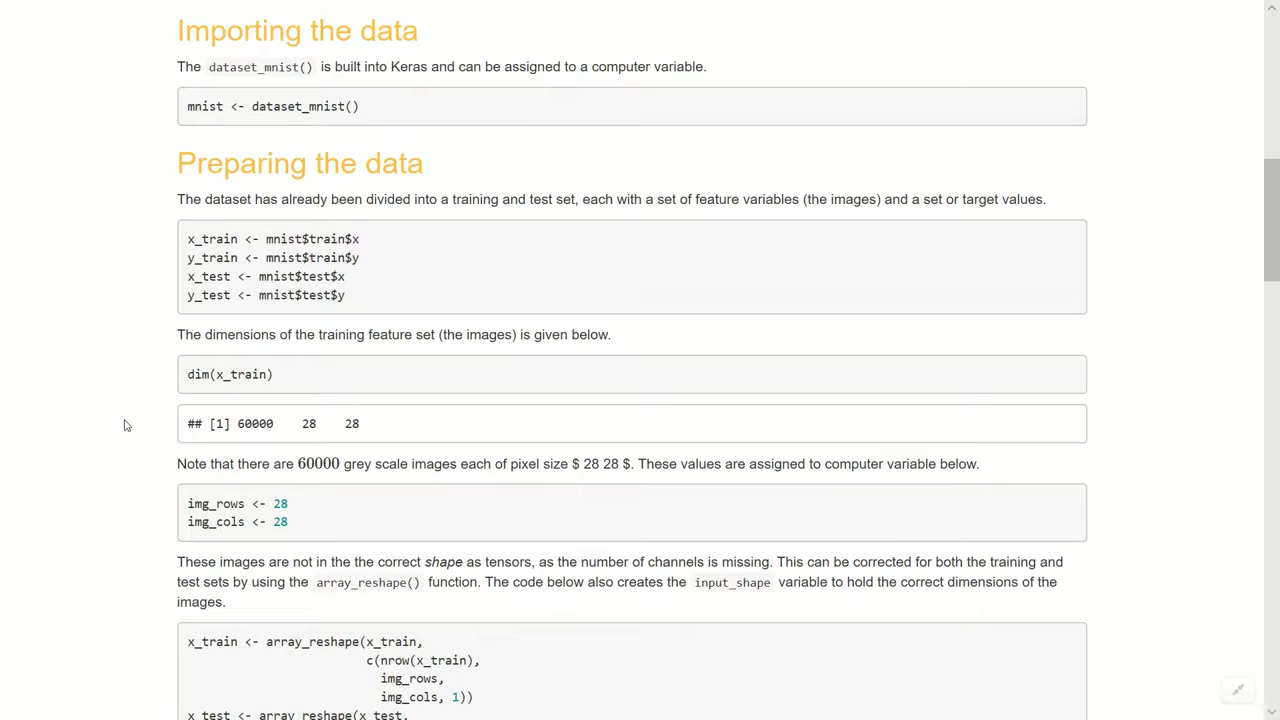 Importing the data
The dataset_mnist() is built into Keras and can be assigned to a computer variable.
mnist <- dataset_mnist()
Preparing the data
The dataset has already been divided into a training and test set, each with a set of feature variables (the images) and a set or target values.
x_train <- mnist$train$x
y_train <- mnist$train$y
x_test <- mnist$test$x
y_test <- mnist$test$y
The dimensions of the training feature set (the images) is given below.
dim(x_train)
## [1] 60000    28    28
Note that there are 60000 grey scale images each of pixel size $ 28 28 $. These values are assigned to computer variable below.
img_rows <- 28
img_cols <- 28
These images are not in the the correct shape as tensors, as the number of channels is missing. This can be corrected for both the training and
test sets by using the array_reshape() function. The code below also creates the input_shape variable to hold the correct dimensions of the
images.
x_train <- array_reshape(x_train,
c(nrow(x_train),
img_rows,
img_cols, 1))
x_test <- array_reshape(x_test,